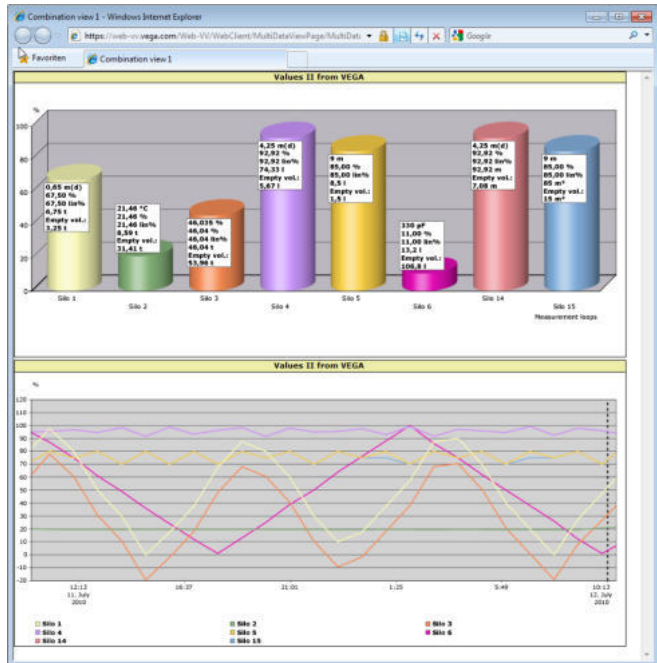 Combination view 1 - Windows Internet Explorer
https://web-vv.vega.com/Web-VV/WebClient/MultiDataViewPage/MultiDat
Google
Favoriten
Combination view 1
Values II from VEGA
%
100
80
60
40
20
0
0,65 m(d)
67,50 %
67,50 lin%
6,75 t
Empty vol.:
3,25 t
21,46 °C
21,46 %
21,46 lin%
8,59 t
Empty vol.:
31,41 t
46,035 %
46,04 %
46,04 lin%
46,04 t
Empty vol.:
53,96 t
4,25 m(d)
92,92 %
92,92 lin%
74,33 l
Empty vol.:
5,67 l
9 m
85,00 %
85,00 lin%
8,5 l
Empty vol.:
1,5 l
330 pF
11,00 %
11,00 lin%
13,2 l
Empty vol.:
106,8 l
4,25 m(d)
92,92 %
92,92 lin%
92,92 m
Empty vol.:
7,08 m
9 m
85,00 %
85,00 lin%
85 m³
Empty vol.:
15 m³
Silo 1
Silo 2
Silo 3
Silo 4
Silo 5
Silo 6
Silo 14
Silo 15
Measurement loops
Values II from VEGA
%
120
110
100
90
80
70
60
50
40
30
20
10
0
-10
-20
12:13
11. July
2010
16:37
21:01
1:25
5:49
10:13
12. July
2010
Silo 1
Silo 2
Silo 3
Silo 4
Silo 5
Silo 6
Silo 14
Silo 15